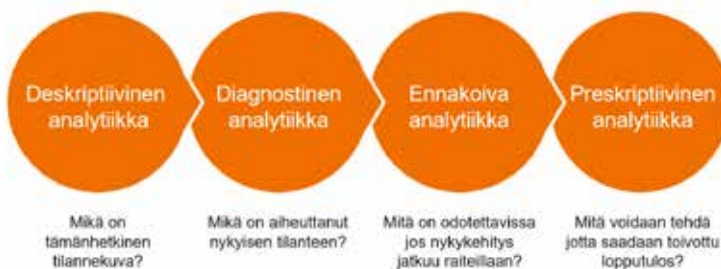 Deskriptiivinen
analytiikka
Diagnostinen
analytiikka
Ennakoiva
analytiikka
Preskriptiivinen
analytiikka
Mikä on
tämänhetkinen
tilannekuva?
Mikä on aiheuttanut
nykyisen tilanteen?
Mitä on odotettavissa
jos nykykehitys
jatkuu raiteillaan?
Mitä voidaan tehdä
jotta saadaan toivottu
lopputulos?